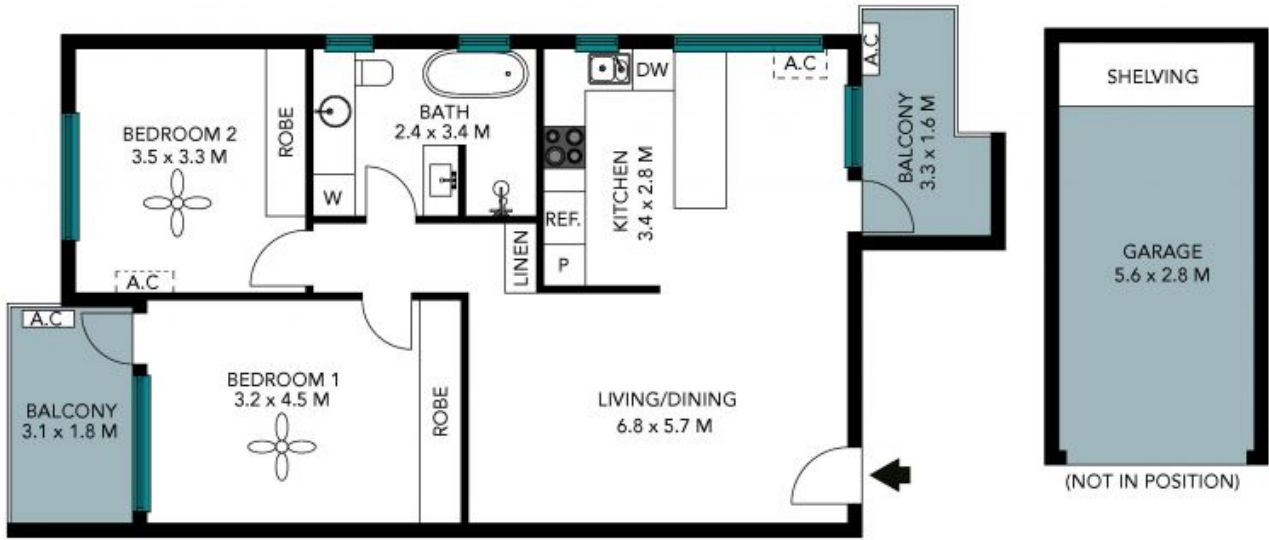 BEDROOM 2
3.5 x 3.3 M
ROBE
A.C
W
BATH
2.4 x 3.4 M
LINEN
DW
REF.
P
KITCHEN
3.4 x 2.8 M
A.C
A.C
BALCONY
3.3 x 1.6 M
SHELVING
GARAGE
5.6 x 2.8 M
(NOT IN POSITION)
A.C
BALCONY
3.1 x 1.8 M
BEDROOM 1
3.2 x 4.5 M
ROBE
LIVING/DINING
6.8 x 5.7 M